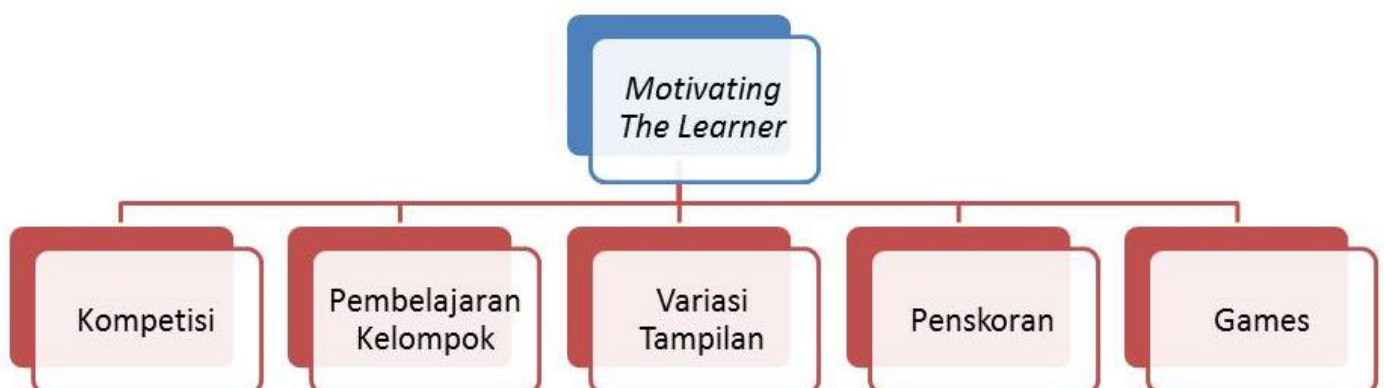 Motivating
The Learner
Kompetisi
Pembelajaran
Kelompok
Variasi
Tampilan
Penskoran
Games